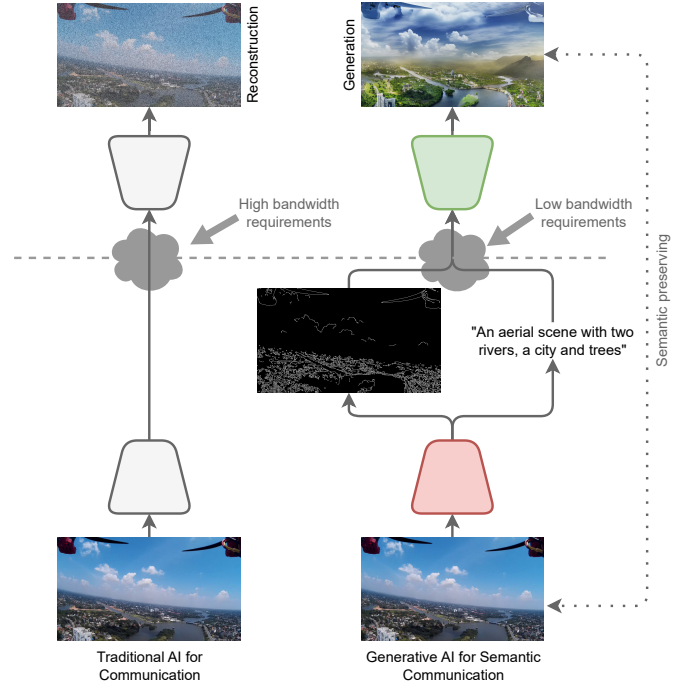 Reconstruction
Generation
High bandwidth
requirements
Low bandwidth
requirements
"An aerial scene with two
rivers, a city and trees"
Semantic preserving
Traditional AI for
Communication
Generative AI for Semantic
Communication